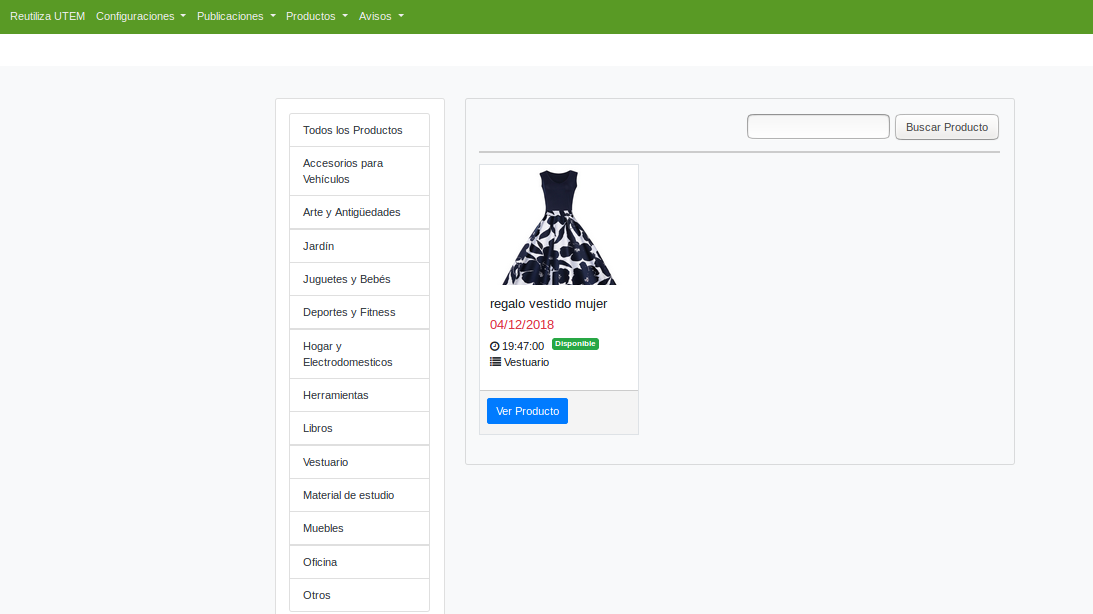 Reutiliza UTEM Configuraciones Publicaciones Productos Avisos
Todos los Productos
Accesorios para
Vehículos
Arte y Antigüedades
Jardín
Juguetes y Bebés
Deportes y Fitness
Hogar y
Electrodomesticos
Herramientas
Libros
Vestuario
Material de estudio
Muebles
Oficina
Otros
Buscar Producto
regalo vestido mujer
04/12/2018
19:47:00 Disponible
Vestuario
Ver Producto